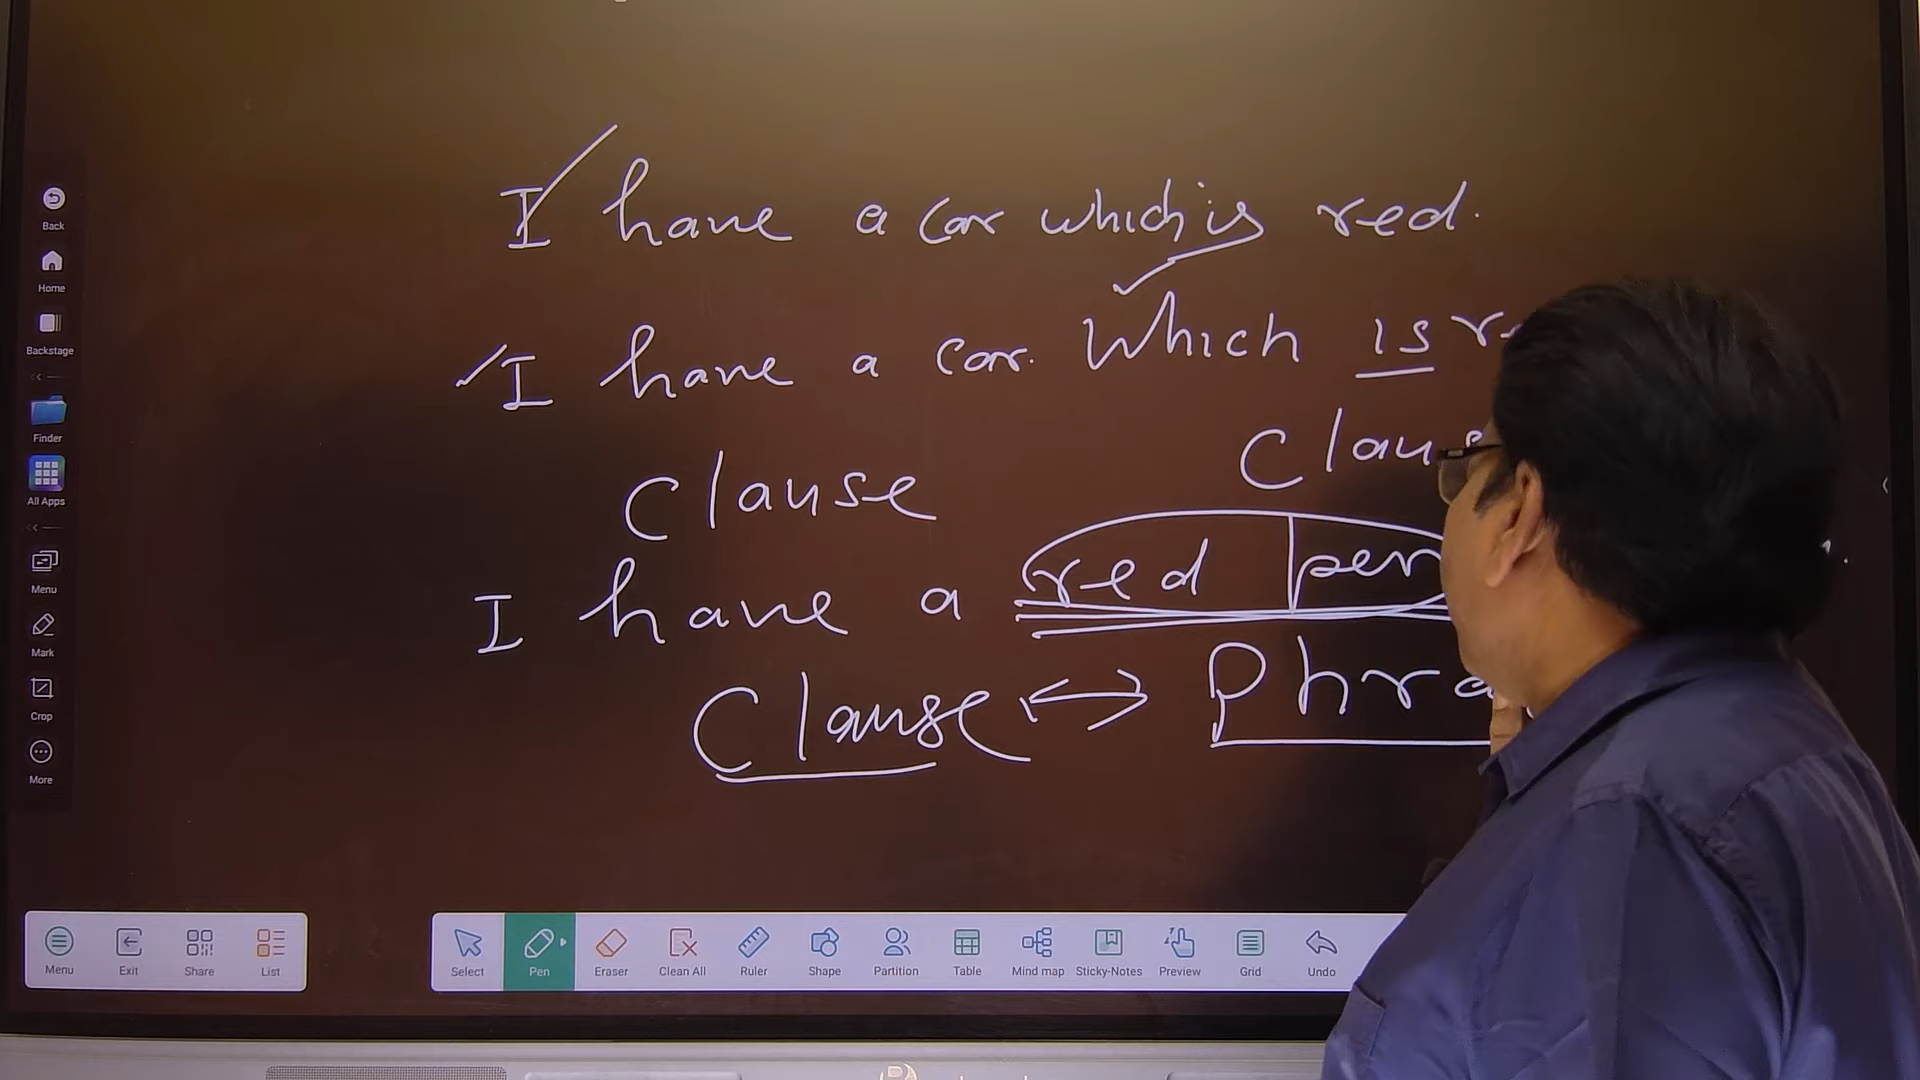 I have a car which is red.
I have a car. Which is
Clause
Clause
I have a red pen
Clause ↔
Back
Home
Backstage
Finder
All Apps
Menu
Mark
Crop
More
Menu Exit Share List
Select Pen Eraser Clean All Ruler Shape Partition Table Mind map Sticky-Notes Preview Grid Undo